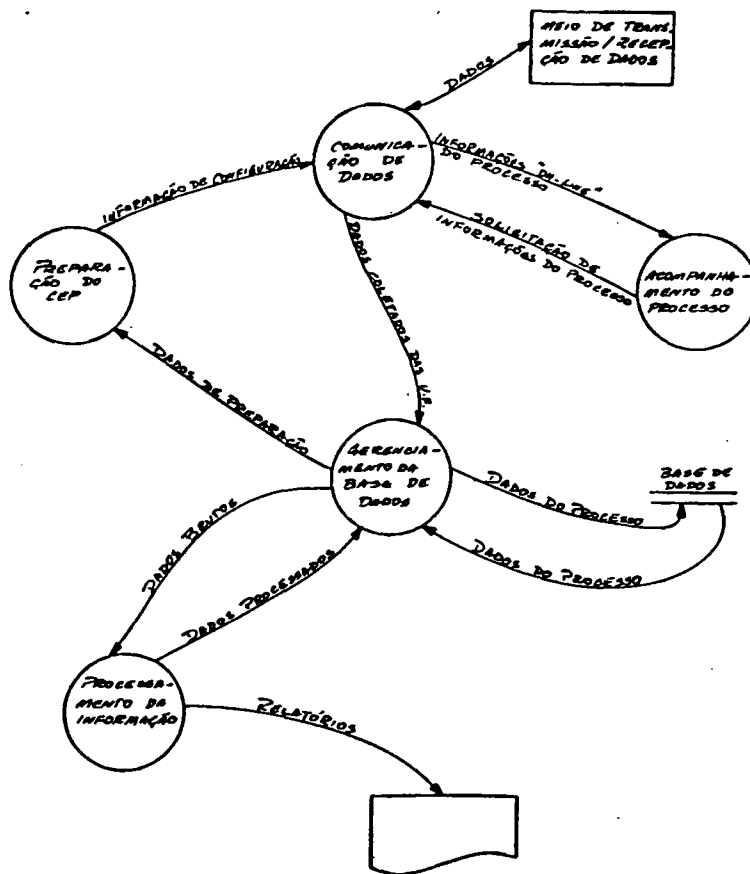 MEIO DE TRANS-
MISSÃO/RECEP-
ÇÃO DE DADOS
DADOS
COMUNICA-
ÇÃO DE
DADOS
INFORMAÇÕES "ON-LINE"
DO PROCESSO
INFORMAÇÃO DE CONFIGURAÇÃO
SOLICITAÇÃO DE
INFORMAÇÕES DO PROCESSO
PREPARA-
ÇÃO DO
CEP
ACOMPANHA-
MENTO DO
PROCESSO
DADOS COLETADOS DAS U.R.
DADOS DE PREPARAÇÃO
GERENCIA-
MENTO DA
BASE DE
DADOS
BASE DE
DADOS
DADOS DO PROCESSO
DADOS DO PROCESSO
DADOS BRUTOS
DADOS PROCESSADOS
PROCESSA-
MENTO DA
INFORMAÇÃO
RELATÓRIOS